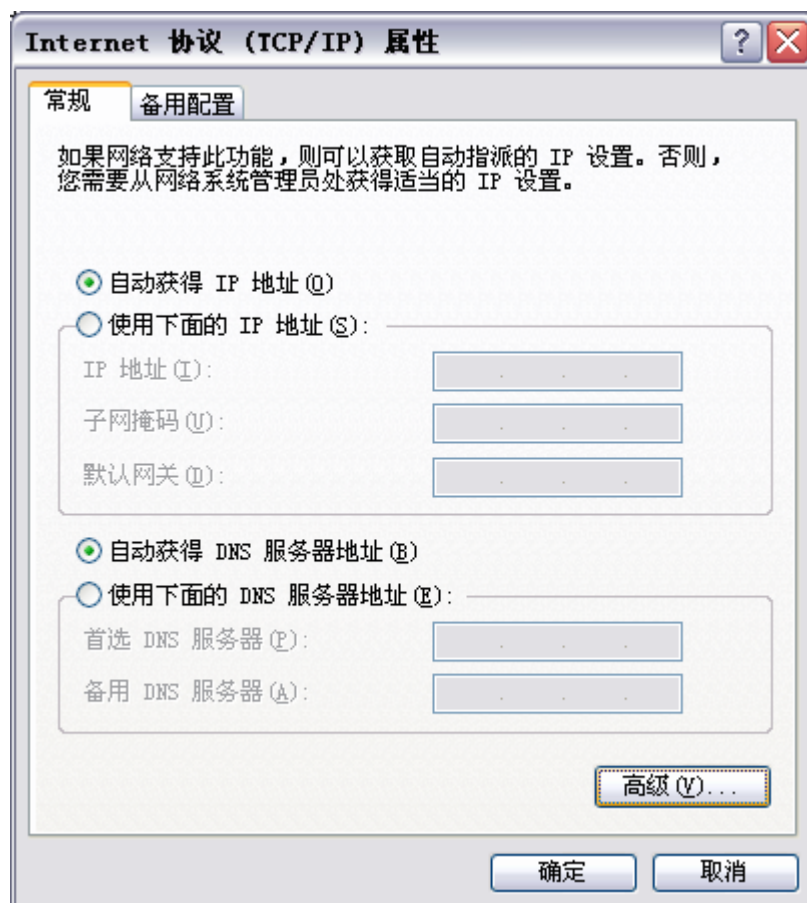 Internet 协议 (TCP/IP) 属性
常规
备用配置
如果网络支持此功能，则可以获取自动指派的 IP 设置。否则，
您需要从网络系统管理员处获得适当的 IP 设置。
自动获得 IP 地址(O)
使用下面的 IP 地址(S):
IP 地址(I):
子网掩码(U):
默认网关(D):
自动获得 DNS 服务器地址(B)
使用下面的 DNS 服务器地址(E):
首选 DNS 服务器(P):
备用 DNS 服务器(A):
高级(V)...
确定
取消